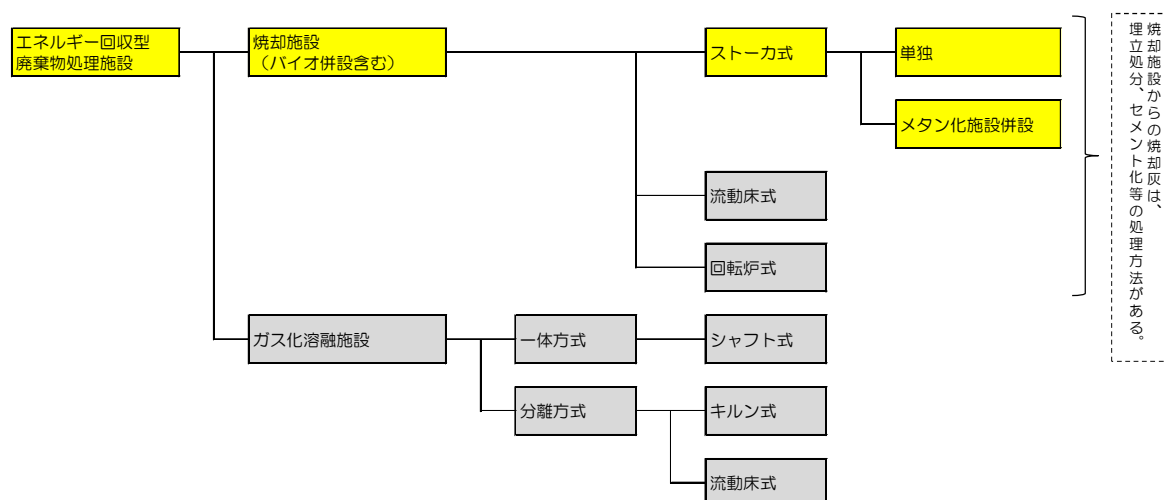 エネルギー回収型
廃棄物処理施設
焼却施設
（バイオ併設含む）
ストーカ式
単独
メタン化施設併設
流動床式
回転炉式
ガス化溶融施設
一体方式
シャフト式
分離方式
キルン式
流動床式
焼却施設からの焼却灰は、
埋立処分、セメント化等の処理方法がある。